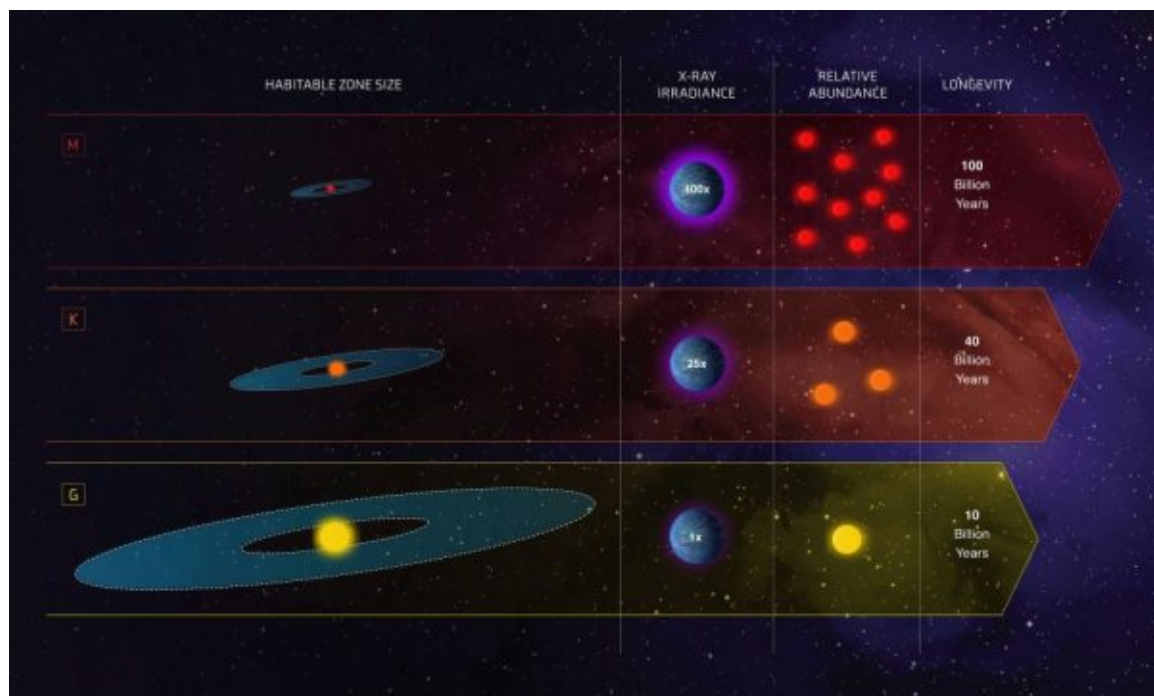 HABITABLE ZONE SIZE
X-RAY
IRRADIANCE
RELATIVE
ABUNDANCE
LONGEVITY
M
400x
100
Billion
Years
K
25x
40
Billion
Years
G
1x
10
Billion
Years